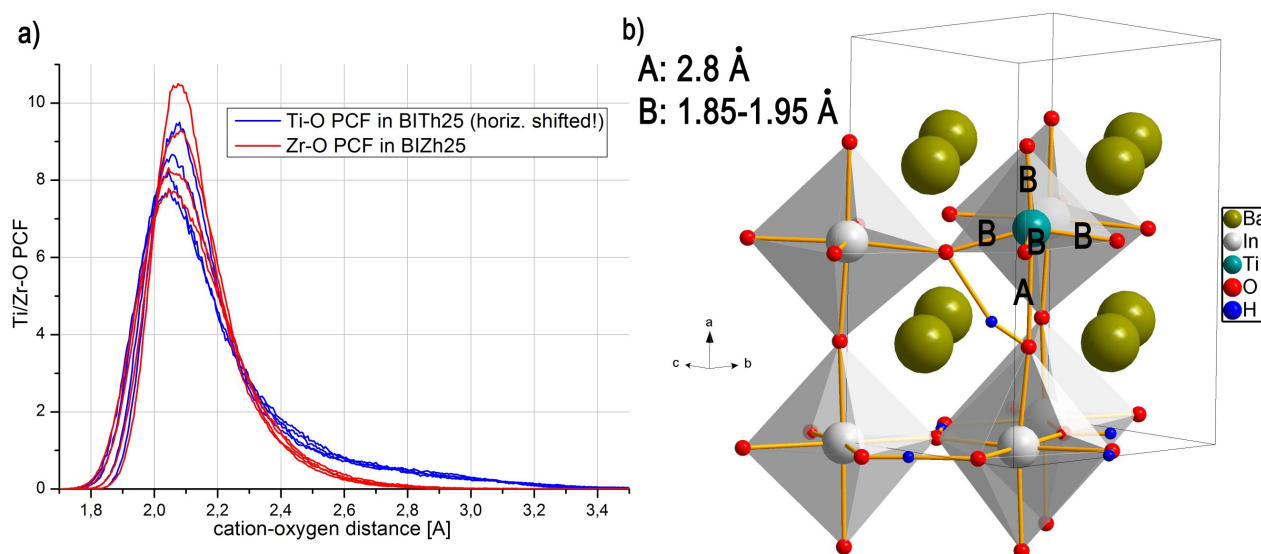 a)
10
8
6
4
2
0
Ti/Zr-O PCF
Ti-O PCF in BITh25 (horiz. shifted!)
Zr-O PCF in BIZh25
1,8
2,0
2,2
2,4
2,6
2,8
3,0
3,2
3,4
cation-oxygen distance [A]
b)
A: 2.8 Å
B: 1.85-1.95 Å
B
B
B
B
A
a
c
b
Ba
In
Ti
O
H